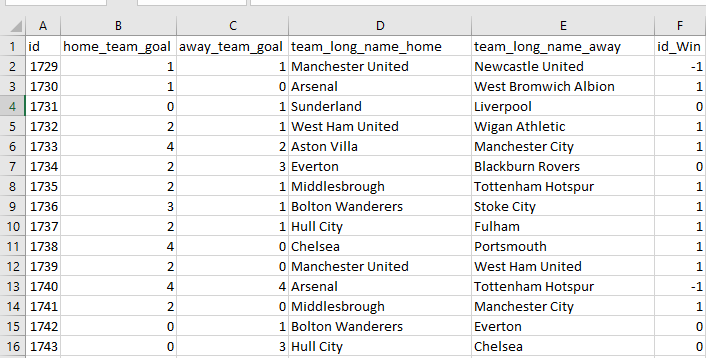 A B C D E F
1 id home_team_goal away_team_goal team_long_name_home team_long_name_away id_Win
2 1729 1 1 Manchester United Newcastle United -1
3 1730 1 0 Arsenal West Bromwich Albion 1
4 1731 0 1 Sunderland Liverpool 0
5 1732 2 1 West Ham United Wigan Athletic 1
6 1733 4 2 Aston Villa Manchester City 1
7 1734 2 3 Everton Blackburn Rovers 0
8 1735 2 1 Middlesbrough Tottenham Hotspur 1
9 1736 3 1 Bolton Wanderers Stoke City 1
10 1737 2 1 Hull City Fulham 1
11 1738 4 0 Chelsea Portsmouth 1
12 1739 2 0 Manchester United West Ham United 1
13 1740 4 4 Arsenal Tottenham Hotspur -1
14 1741 2 0 Middlesbrough Manchester City 1
15 1742 0 1 Bolton Wanderers Everton 0
16 1743 0 3 Hull City Chelsea 0